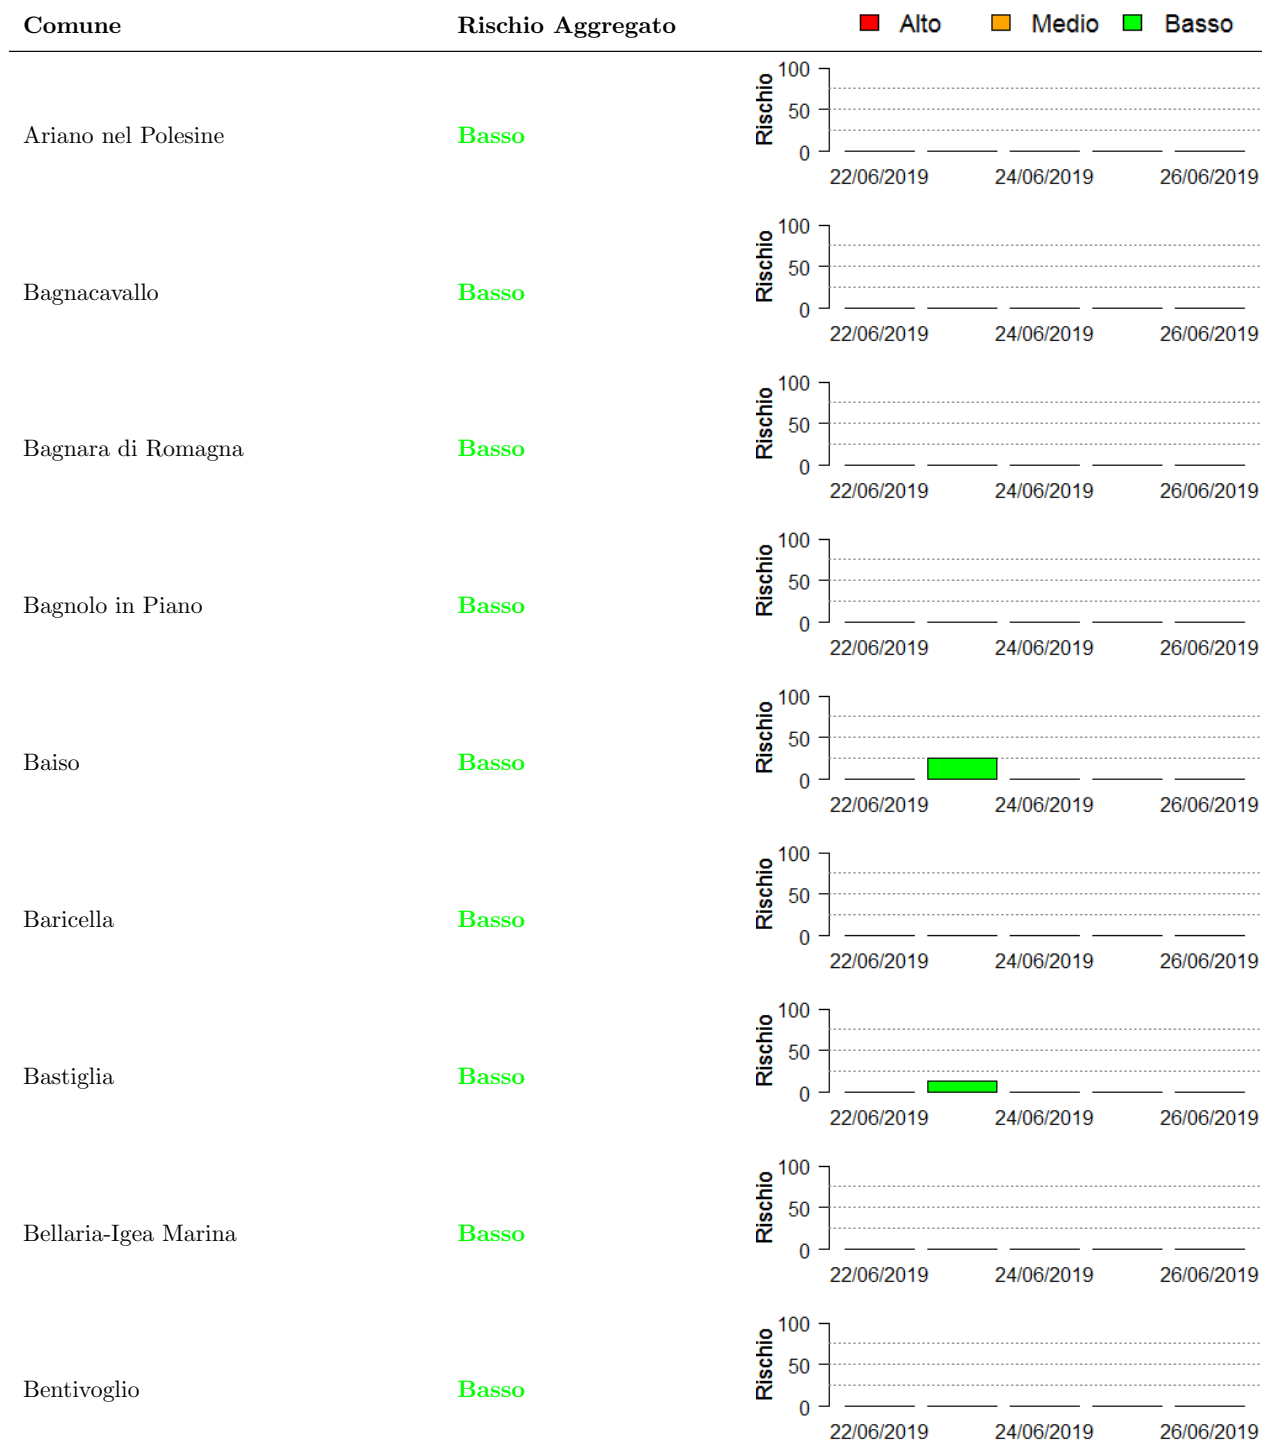 Comune Rischio Aggregato Alto Medio Basso
100
Rischio
50
Ariano nel Polesine Basso
0
22/06/2019 24/06/2019 26/06/2019
100
Rischio
50
Bagnacavallo Basso
0
22/06/2019 24/06/2019 26/06/2019
100
Rischio
50
Bagnara di Romagna Basso
0
22/06/2019 24/06/2019 26/06/2019
100
Rischio
50
Bagnolo in Piano Basso
0
22/06/2019 24/06/2019 26/06/2019
100
Rischio
50
Baiso Basso
0
22/06/2019 24/06/2019 26/06/2019
100
Rischio
50
Baricella Basso
0
22/06/2019 24/06/2019 26/06/2019
100
Rischio
50
Bastiglia Basso
0
22/06/2019 24/06/2019 26/06/2019
100
Rischio
50
Bellaria-Igea Marina Basso
0
22/06/2019 24/06/2019 26/06/2019
100
Rischio
50
Bentivoglio Basso
0
22/06/2019 24/06/2019 26/06/2019